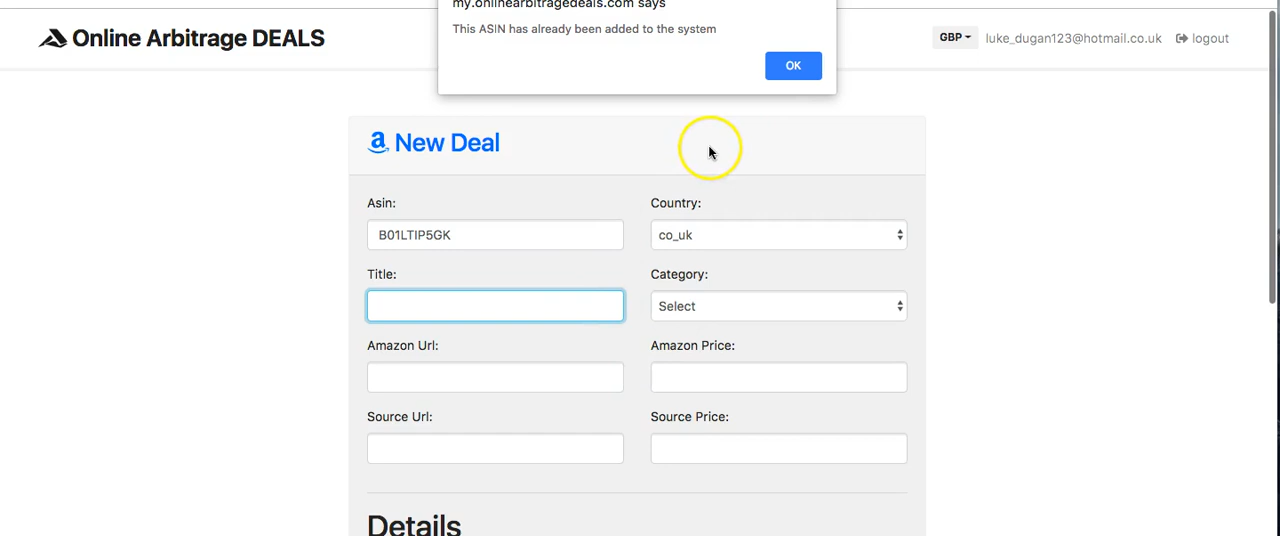 my.onlinearbitragedeals.com says
This ASIN has already been added to the system
OK
Online Arbitrage DEALS
GBP
luke_dugan123@hotmail.co.uk
logout
New Deal
Asin:
Country:
B01LTIP5GK
co_uk
Title:
Category:
Select
Amazon Url:
Amazon Price:
Source Url:
Source Price:
Details